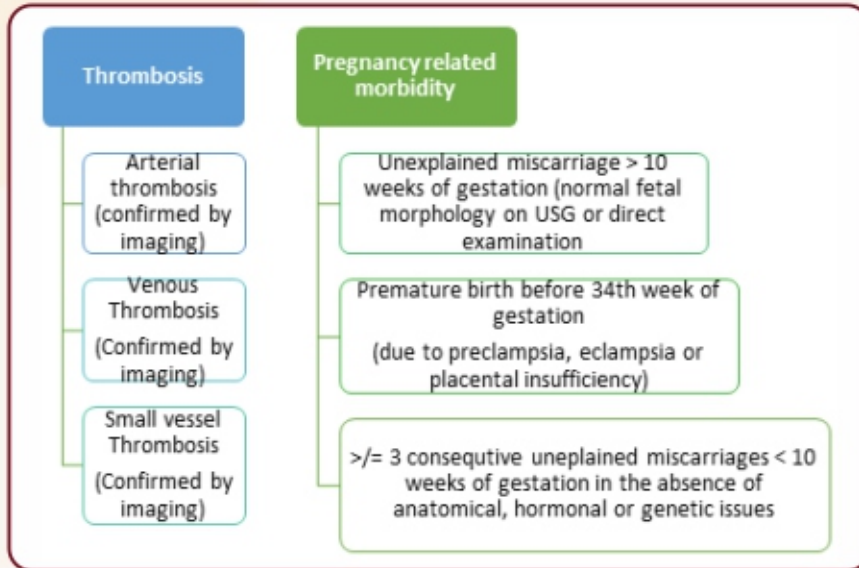 Thrombosis
Arterial
thrombosis
(confirmed by
imaging)
Venous
Thrombosis
(Confirmed by
imaging)
Small vessel
Thrombosis
(Confirmed by
imaging)
Pregnancy related
morbidity
Unexplained miscarriage > 10
weeks of gestation (normal fetal
morphology on USG or direct
examination
Premature birth before 34th week of
gestation
(due to preclampsia, eclampsia or
placental insufficiency)
>/= 3 consequtive uneplained miscarriages < 10
weeks of gestation in the absence of
anatomical, hormonal or genetic issues